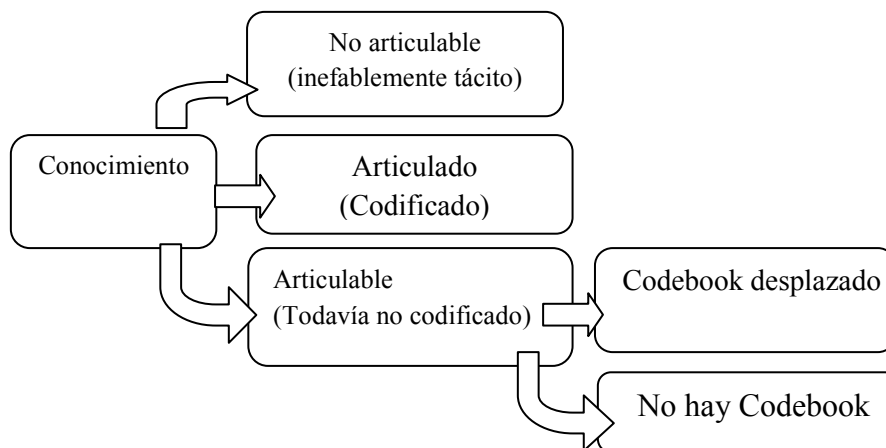 No articulable
(inefablemente tácito)
Conocimiento
Articulado
(Codificado)
Articulable
(Todavía no codificado)
Codebook desplazado
No hay Codebook